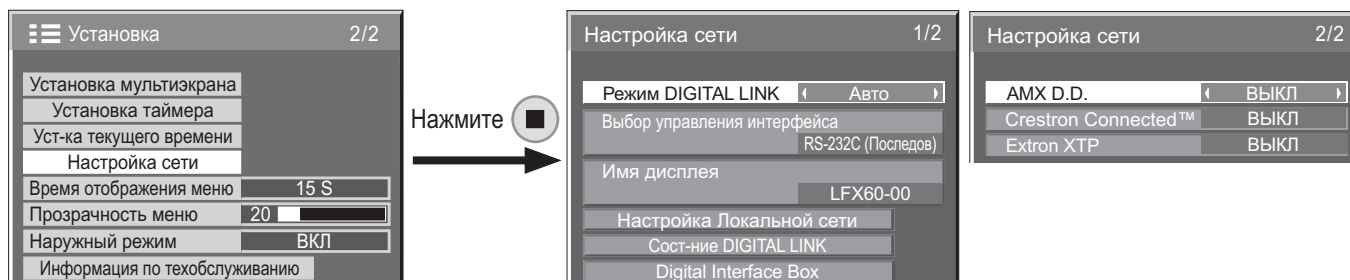 Установка 2/2
Установка мультиэкрана
Установка таймера
Уст-ка текущего времени
Настройка сети
Время отображения меню 15 S
Прозрачность меню 20
Наружный режим ВКЛ
Информация по техобслуживанию
Нажмите
Настройка сети 1/2
Режим DIGITAL LINK Авто
Выбор управления интерфейса
RS-232C (Последов)
Имя дисплея
LFX60-00
Настройка Локальной сети
Сост-ние DIGITAL LINK
Digital Interface Box
Настройка сети 2/2
AMX D.D. ВЫКЛ
Crestron Connected™ ВЫКЛ
Extron XTP ВЫКЛ